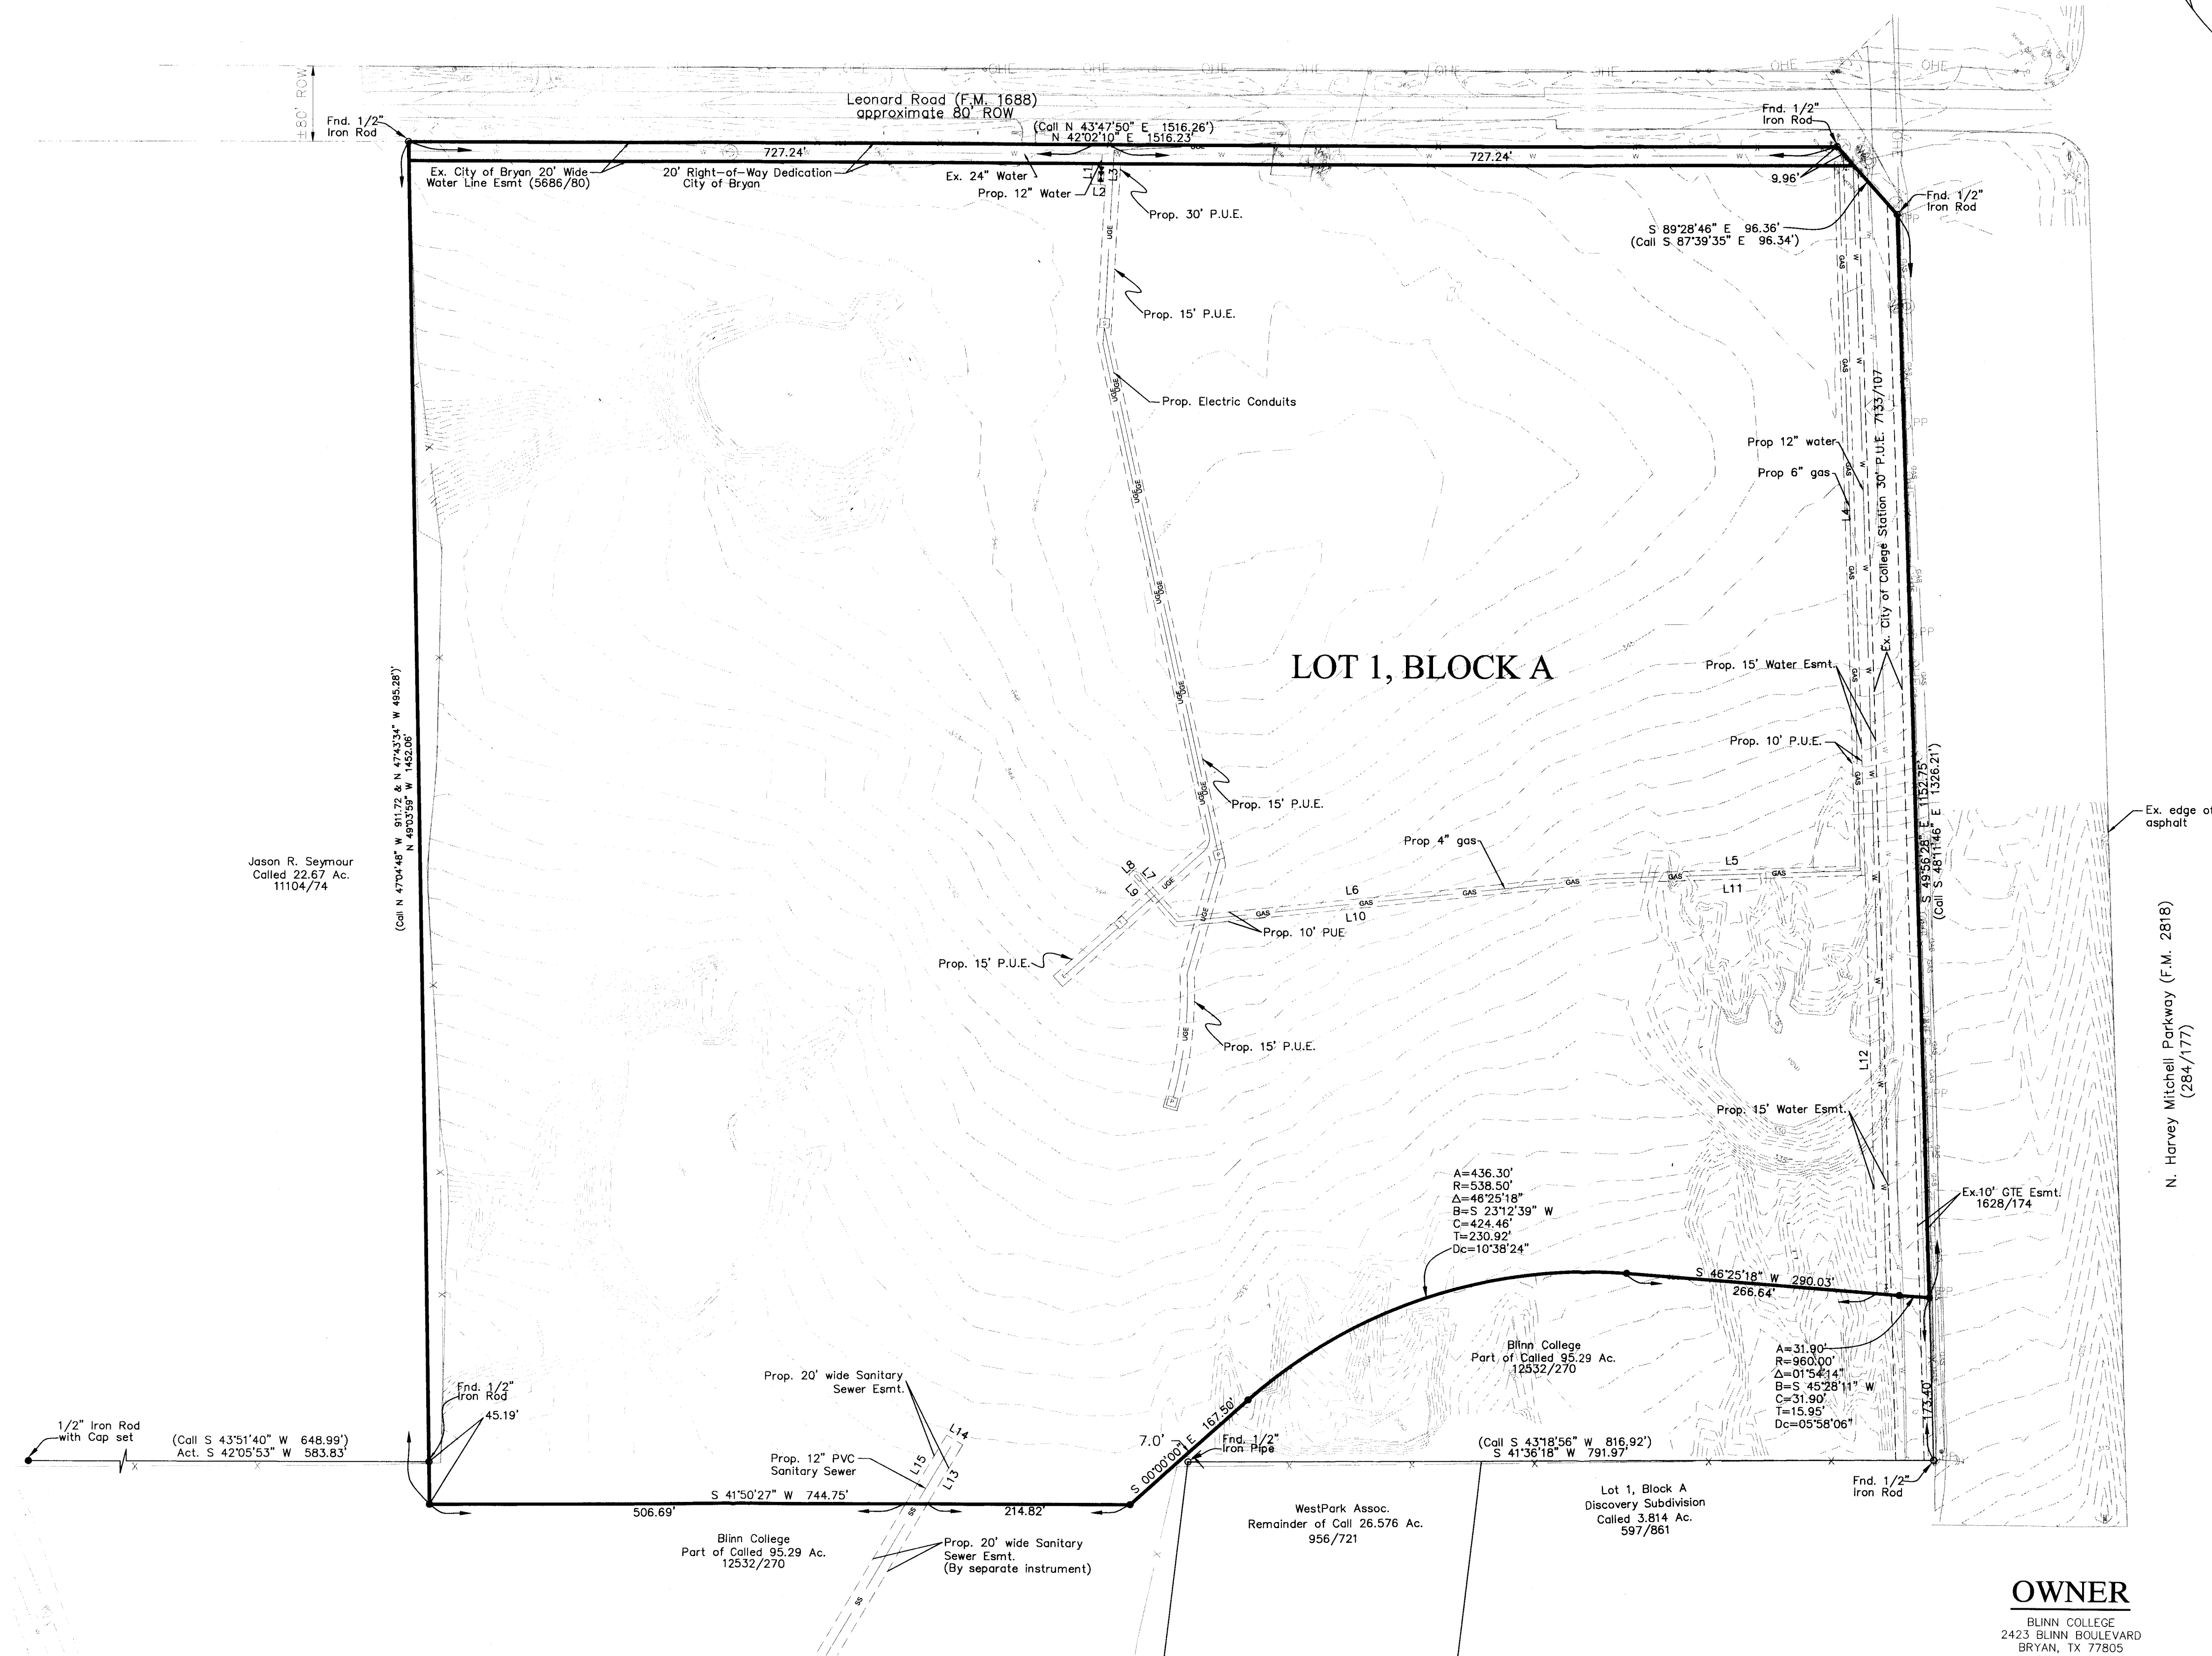 ±80' ROW
OHE OHE OHE OHE OHE OHE OHE OHE OHE OHE
Leonard Road (F.M. 1688)
approximate 80' ROW
Fnd. 1/2"
Iron Rod
(Call N 43°47'50" E 1516.26')
N 42°02'10" E 1516.23'
Fnd. 1/2"
Iron Rod
727.24'
727.24'
Ex. City of Bryan 20' Wide
Water Line Esmt (5686/80)
20' Right-of-Way Dedication
City of Bryan
Ex. 24" Water
Prop. 12" Water
L1
L2
L3
Prop. 30' P.U.E.
9.96'
Fnd. 1/2"
Iron Rod
S 89°28'46" E 96.36'
(Call S 87°39'35" E 96.34')
UGE
Prop. 15' P.U.E.
Prop. Electric Conduits
Prop 12" water
Prop 6" gas
L4
Ex. City of College Station 30' P.U.E. 7133/107
LOT 1, BLOCK A
Prop. 15' Water Esmt.
Prop. 10' P.U.E.
(Call N 47°04'48" W 911.72 & N 47°43'34" W 495.28')
N 49°03'59" W 1452.06'
S 49°56'28" E 1152.75'
(Call S 48°11'46" E 1326.21')
Ex. edge of
asphalt
Prop. 15' P.U.E.
Prop 4" gas
Jason R. Seymour
Called 22.67 Ac.
11104/74
L8
L7
L9
L5
L6
L11
L10
GAS GAS GAS GAS GAS GAS
Prop. 10' PUE
Prop. 15' P.U.E.
Prop. 15' P.U.E.
N. Harvey Mitchell Parkway (F.M. 2818)
(284/177)
L12
Prop. 15' Water Esmt.
A=436.30'
R=538.50'
Δ=46°25'18"
B=S 23°12'39" W
C=424.46'
T=230.92'
Dc=10°38'24"
Ex.10' GTE Esmt.
1628/174
S 46°25'18" W 290.03'
266.64'
Blinn College
Part of Called 95.29 Ac.
12532/270
A=31.90'
R=960.00'
Δ=01°54'14"
B=S 45°28'11" W
C=31.90'
T=15.95'
Dc=05°58'06"
173.40'
Prop. 20' wide Sanitary
Sewer Esmt.
Fnd. 1/2"
Iron Rod
45.19'
1/2" Iron Rod
with Cap set
(Call S 43°51'40" W 648.99')
Act. S 42°05'53" W 583.83'
L14
L15
L13
Prop. 12" PVC
Sanitary Sewer
7.0'
S 00°00'00" E 167.50'
Fnd. 1/2"
Iron Pipe
(Call S 43°18'56" W 816.92')
S 41°36'18" W 791.97'
Fnd. 1/2"
Iron Rod
S 41°50'27" W 744.75'
506.69'
214.82'
SS
Blinn College
Part of Called 95.29 Ac.
12532/270
Prop. 20' wide Sanitary
Sewer Esmt.
(By separate instrument)
SS
WestPark Assoc.
Remainder of Call 26.576 Ac.
956/721
Lot 1, Block A
Discovery Subdivision
Called 3.814 Ac.
597/861
OWNER
BLINN COLLEGE
2423 BLINN BOULEVARD
BRYAN, TX 77805